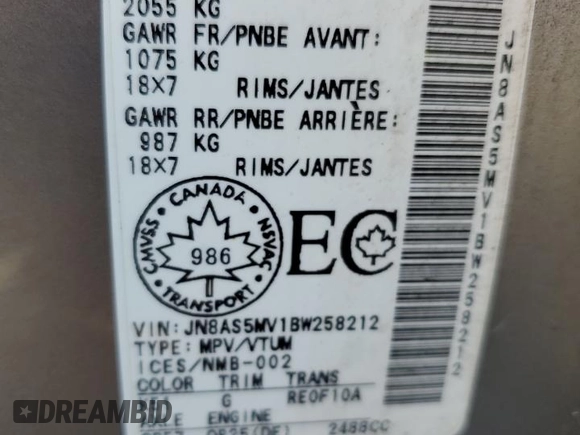 2055 KG
GAWR FR/PNBE AVANT:
1075 KG
18X7 RIMS/JANTES
GAWR RR/PNBE ARRIÈRE:
987 KG
18X7 RIMS/JANTES
CANADA
CMVSS NSVAC
986
TRANSPORT
EC
VIN: JN8AS5MV1BW258212
TYPE: MPV/VTUM
ICES/NMB-002
COLOR TRIM TRANS
G RE0F10A
ENGINE
2488CC
JN8AS5MV1BW258212
DREAMBID